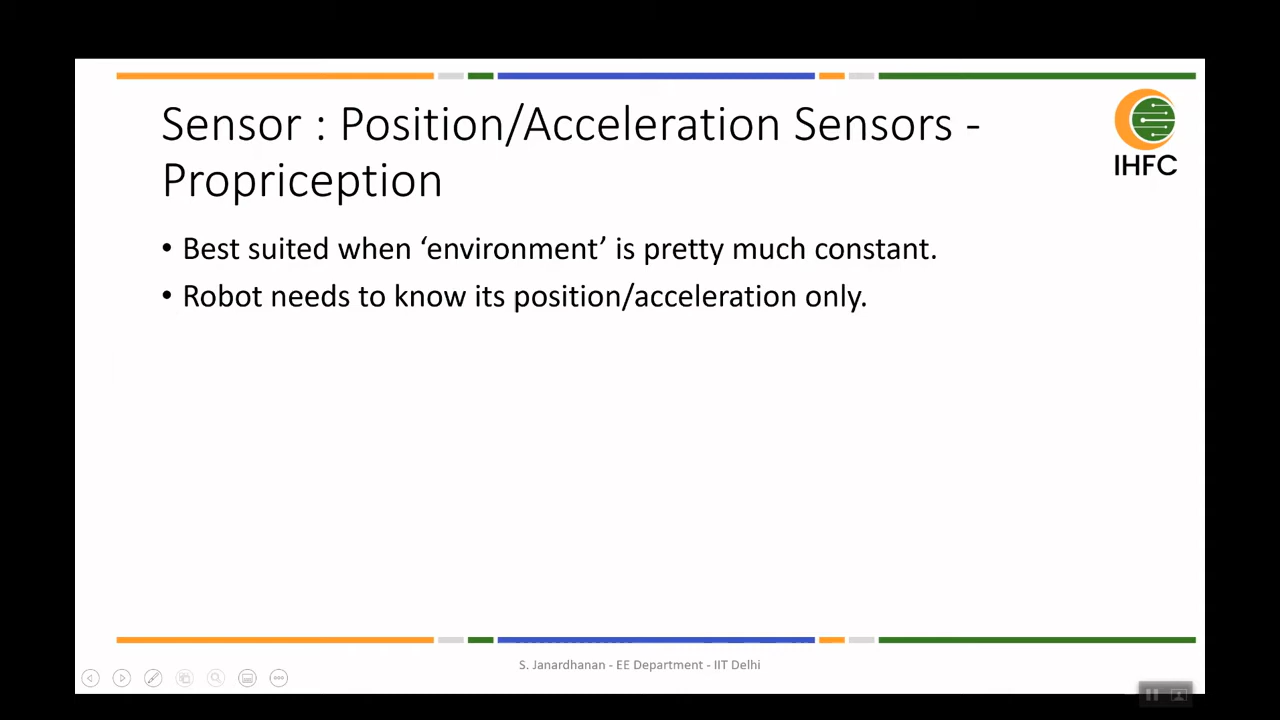 Sensor : Position/Acceleration Sensors -
Propriception
IHFC
• Best suited when ‘environment’ is pretty much constant.
• Robot needs to know its position/acceleration only.
S. Janardhanan - EE Department - IIT Delhi